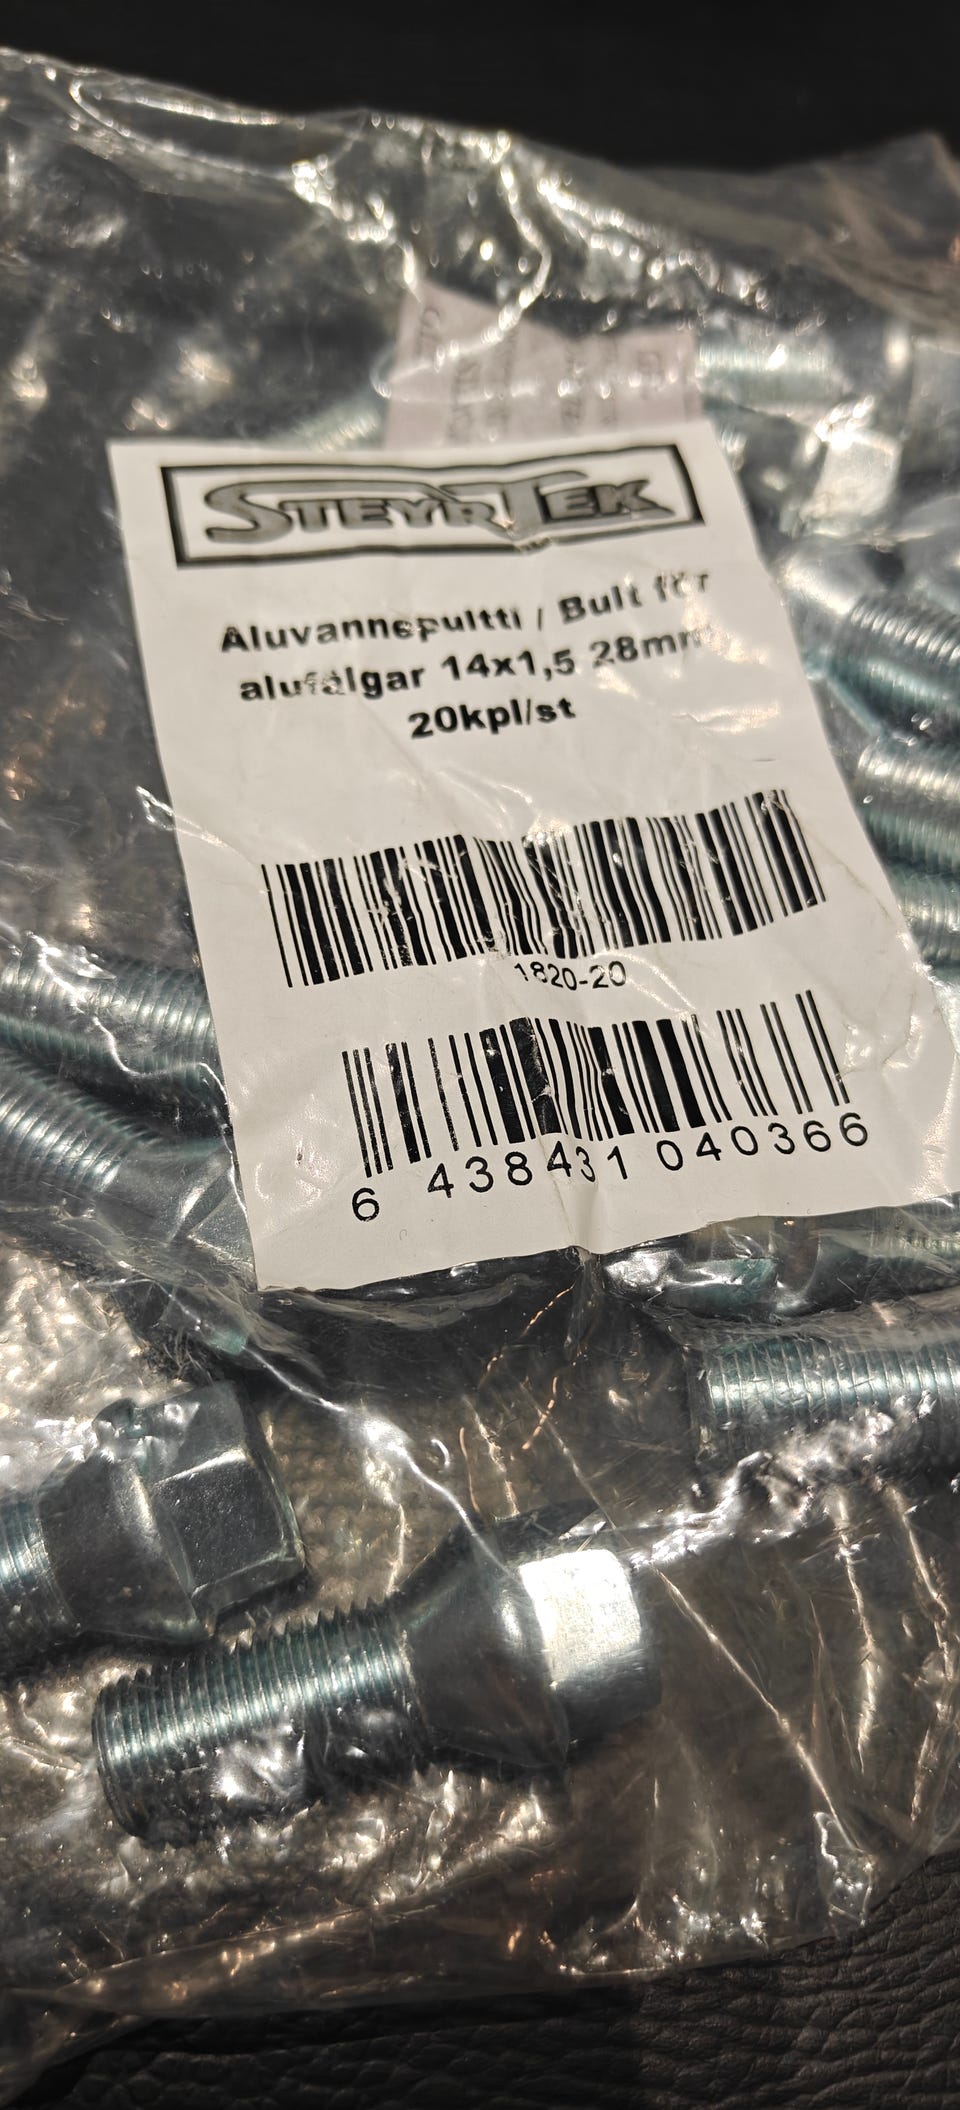 STEYRTEK
Aluvannepultti / Bult för
alufälgar 14x1,5 28mm
20kpl/st
1820-20
6 438431 040366